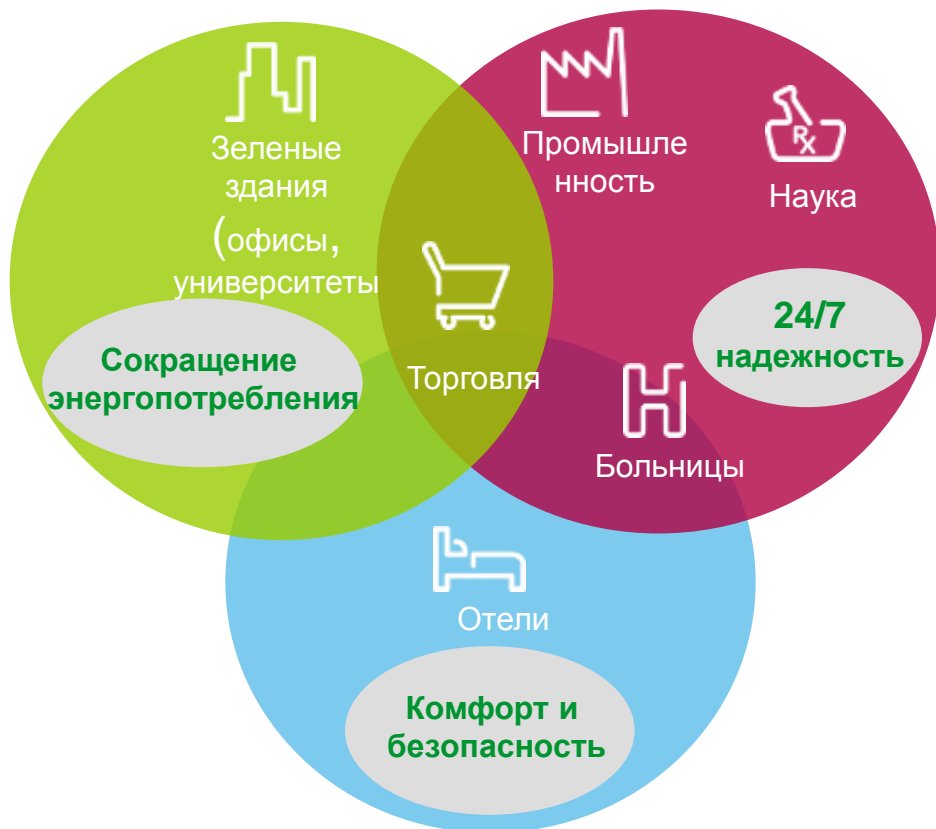 Зеленые
здания
(офисы,
университеты
Сокращение
энергопотребления
Торговля
Промышле
нность
Rx
Наука
24/7
надежность
Больницы
Отели
Комфорт и
безопасность